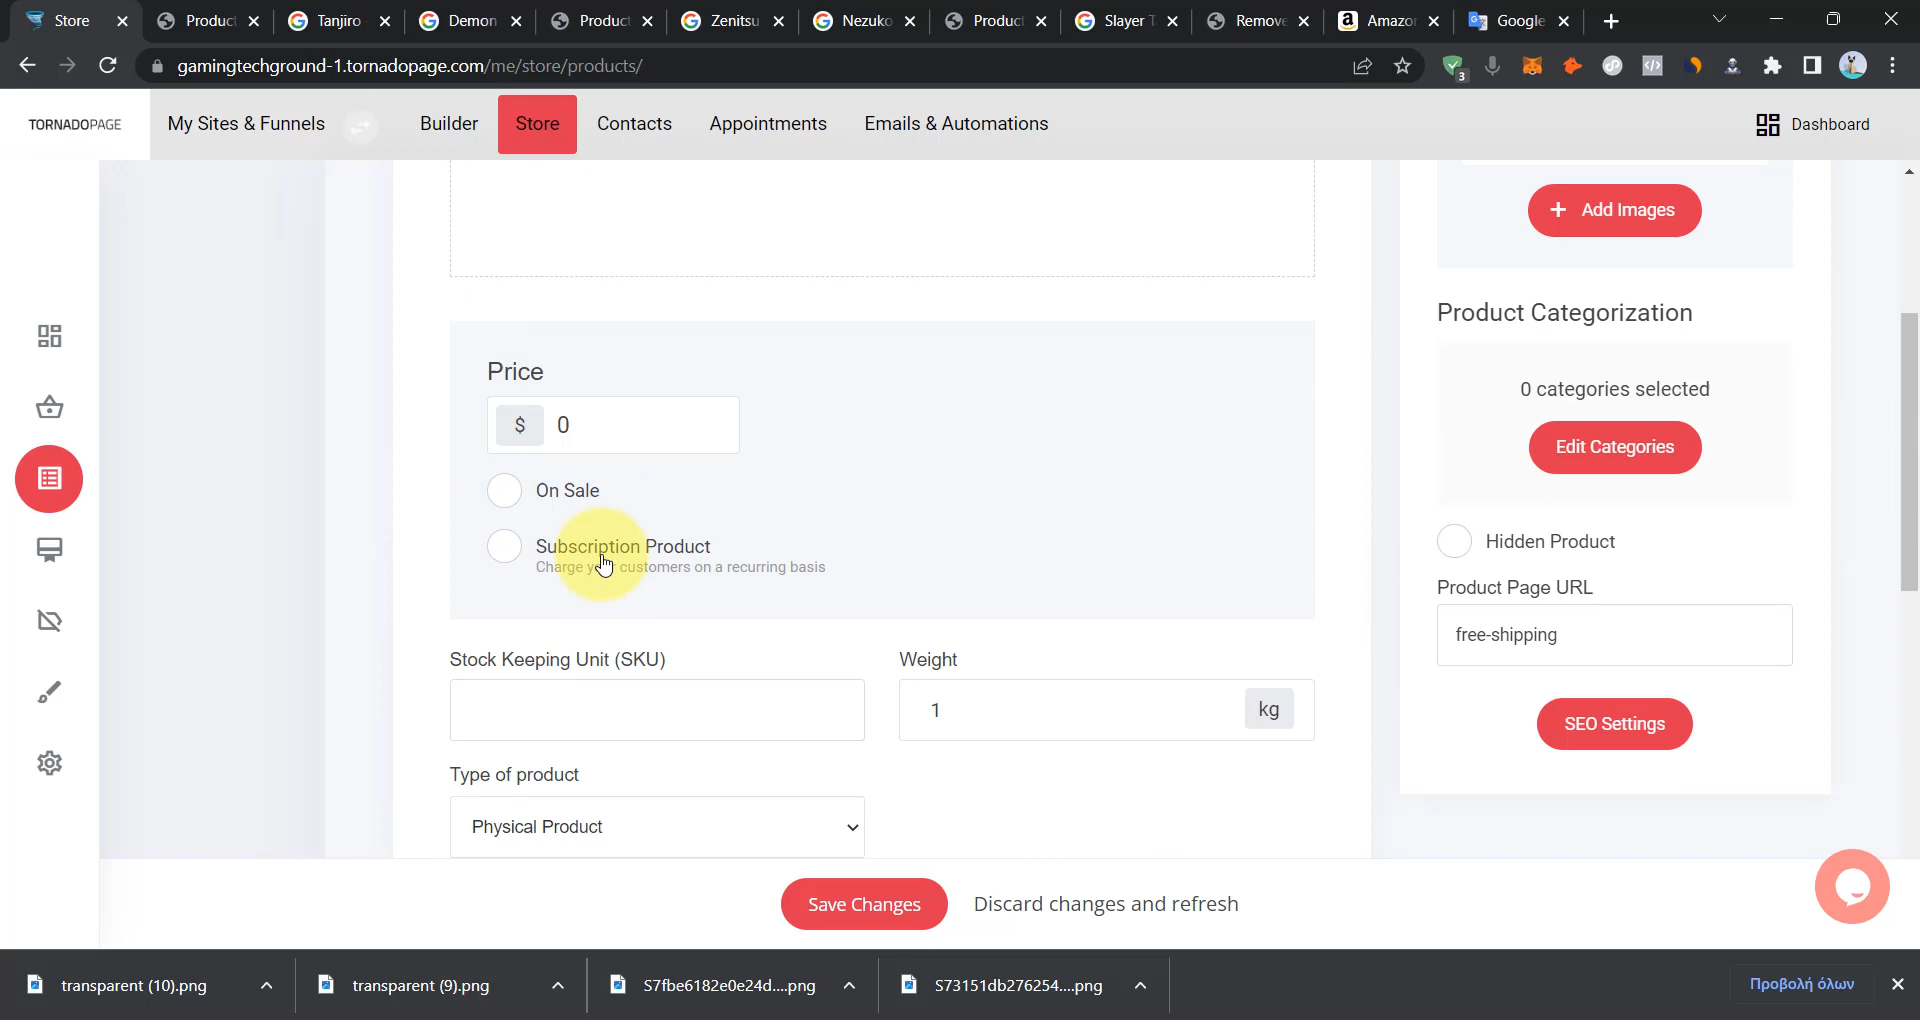 Store
Product
Tanjiro
Demon
Product
Zenitsu
Nezuko
Product
Slayer T
Remove
Amazon
Google
gamingtechground-1.tornadopage.com/me/store/products/
3
TORNADOPAGE
My Sites & Funnels
Builder
Store
Contacts
Appointments
Emails & Automations
Dashboard
+ Add Images
Product Categorization
0 categories selected
Edit Categories
Price
$ 0
On Sale
Subscription Product
Charge your customers on a recurring basis
Hidden Product
Product Page URL
free-shipping
SEO Settings
Stock Keeping Unit (SKU)
Weight
1 kg
Type of product
Physical Product
Save Changes
Discard changes and refresh
transparent (10).png
transparent (9).png
S7fbe6182e0e24d....png
S73151db276254....png
Προβολή όλων